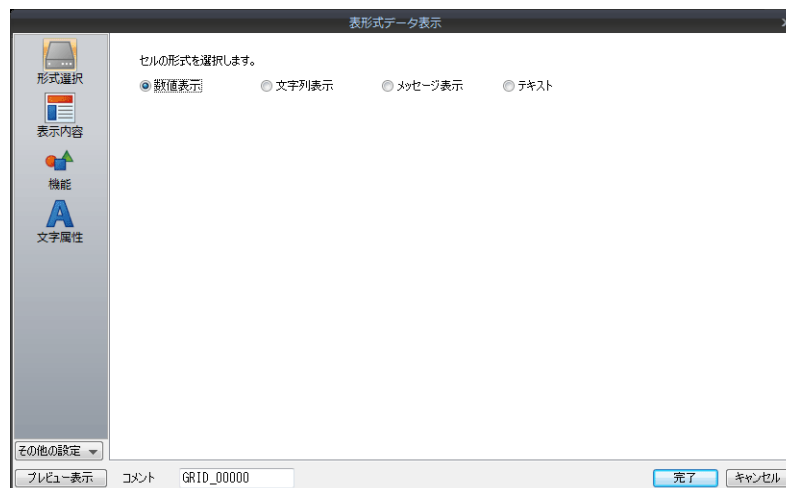 表形式データ表示
形式選択
表示内容
機能
文字属性
セルの形式を選択します。
数値表示 文字列表示 メッセージ表示 テキスト
その他の設定
プレビュー表示 コメント GRID_00000 完了 キャンセル